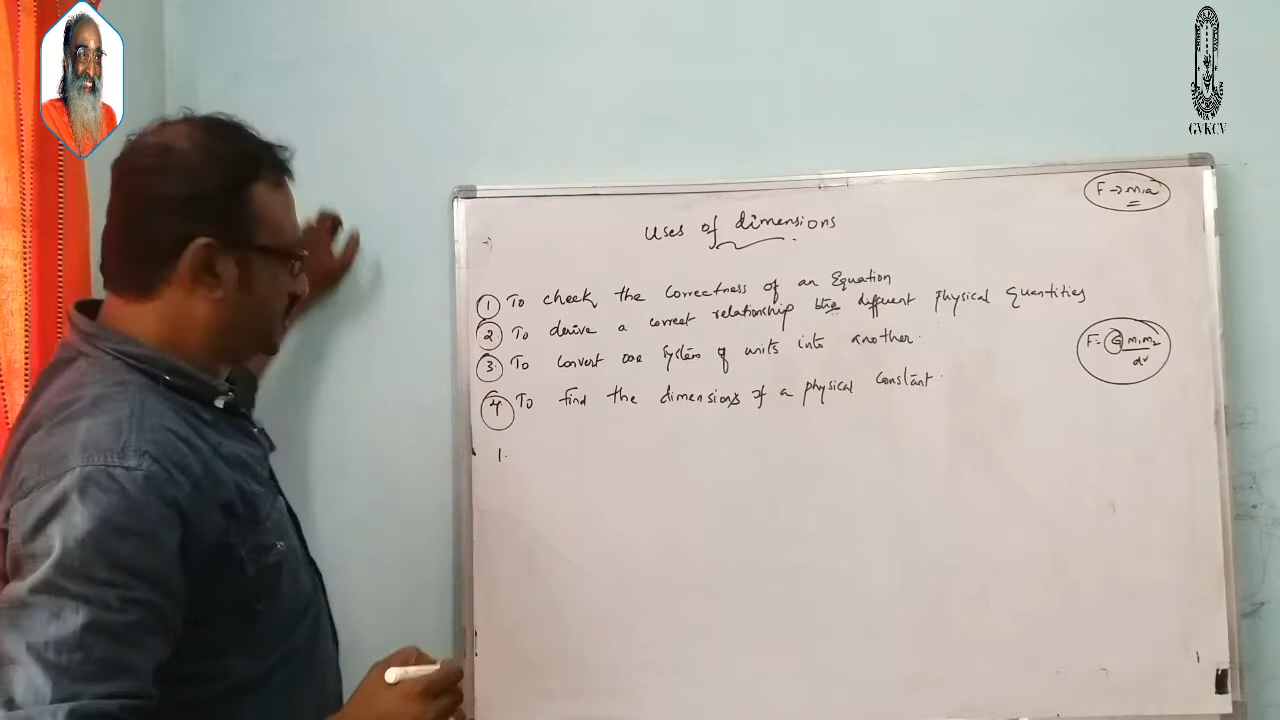 GVKCV
F → m, a
Uses of dimensions
1 To check the correctness of an Equation
2 To derive a correct relationship different physical quantities
3. To convert one system of units into another.
4 To find the dimensions of a physical constant.
F = G m1m2
d²
1.